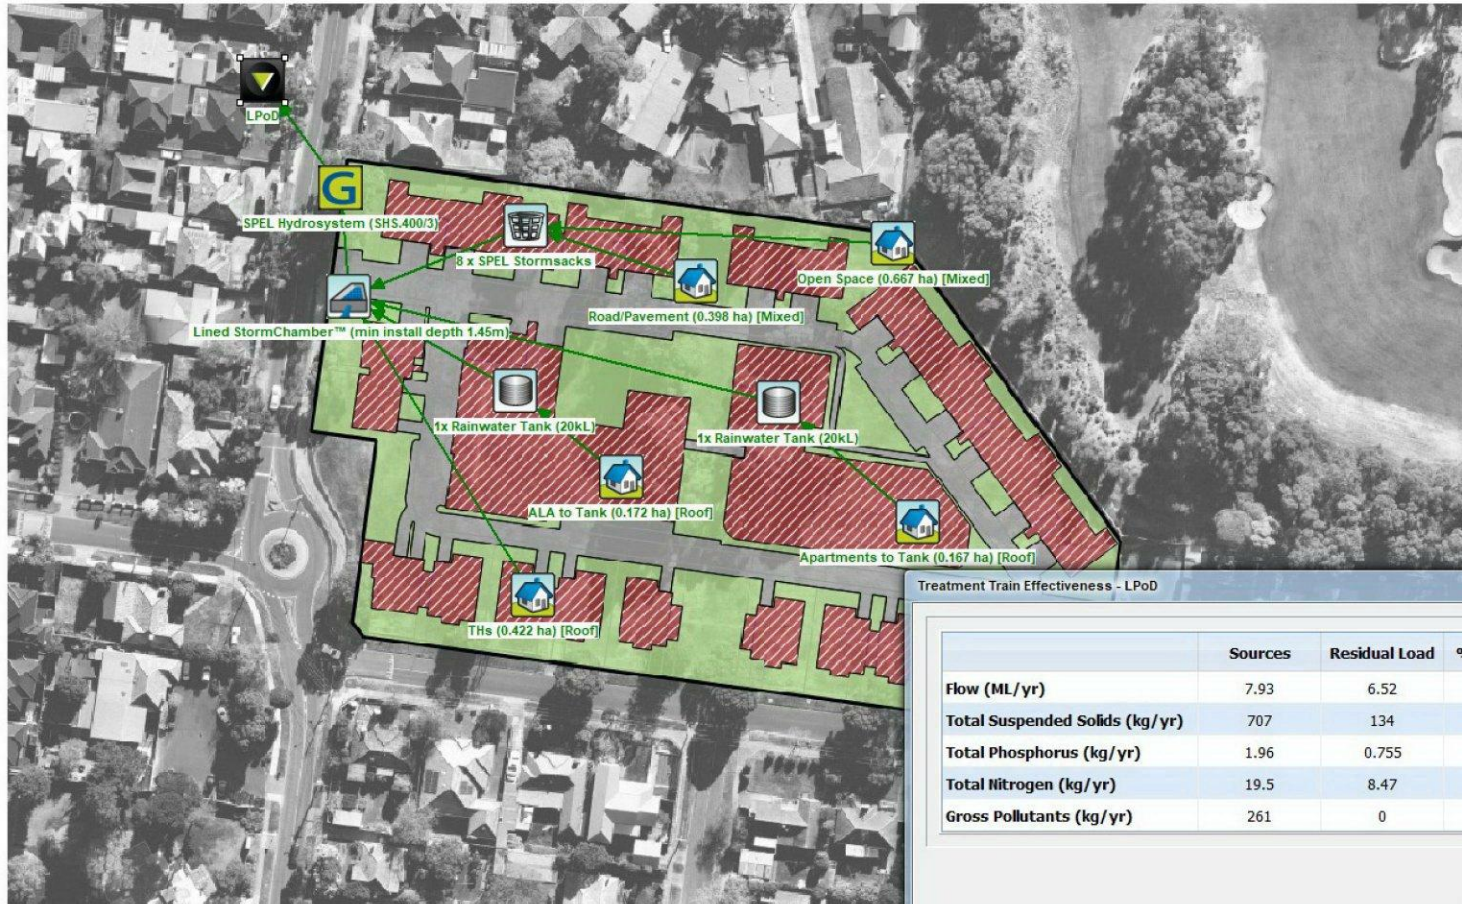 LPoD
G
SPEL Hydrosystem (SHS.400/3)
8 x SPEL Stormsacks
Open Space (0.667 ha) [Mixed]
Road/Pavement (0.398 ha) [Mixed]
Lined StormChamber™ (min install depth 1.45m)
1x Rainwater Tank (20kL)
1x Rainwater Tank (20kL)
ALA to Tank (0.172 ha) [Roof]
Apartments to Tank (0.167 ha) [Roof]
THs (0.422 ha) [Roof]
Treatment Train Effectiveness - LPoD
Sources Residual Load %
Flow (ML/yr) 7.93 6.52
Total Suspended Solids (kg/yr) 707 134
Total Phosphorus (kg/yr) 1.96 0.755
Total Nitrogen (kg/yr) 19.5 8.47
Gross Pollutants (kg/yr) 261 0